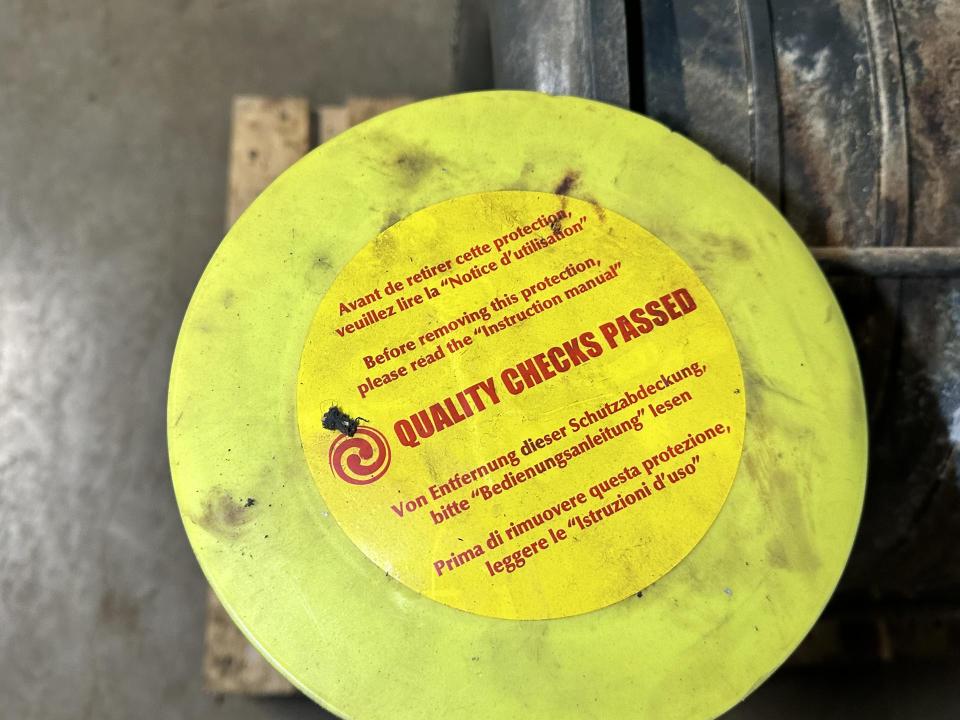 Avant de retirer cette protection,
veuillez lire la "Notice d'utilisation"
Before removing this protection,
please read the "Instruction manual"
QUALITY CHECKS PASSED
Von Entfernung dieser Schutzabdeckung,
bitte "Bedienungsanleitung" lesen
Prima di rimuovere questa protezione,
leggere le "Istruzioni d'uso"